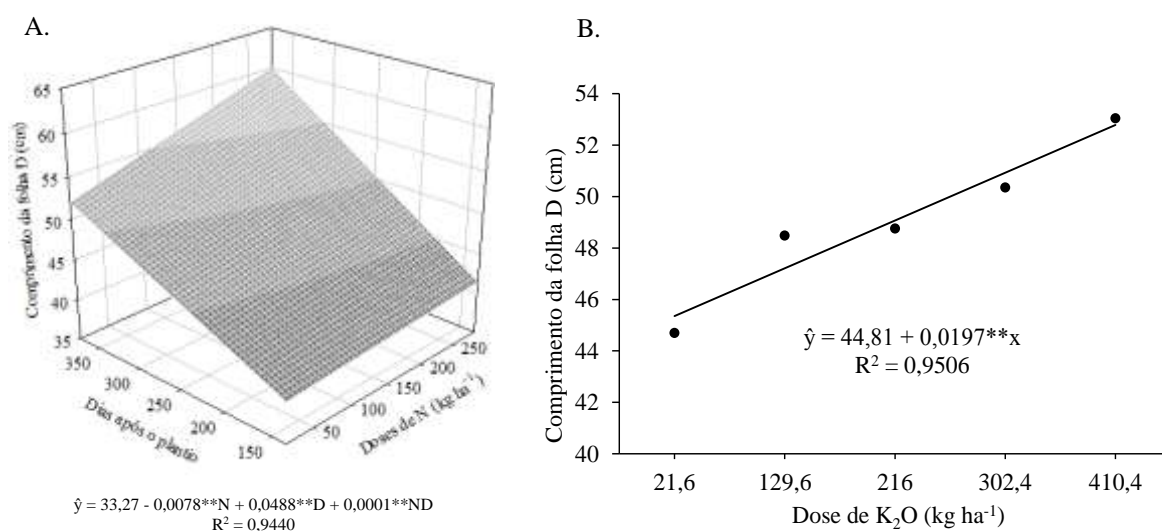 A.
Comprimento da folha D (cm)
65
60
55
50
45
40
35
350
300
250
200
150
Dias após o plantio
50
100
150
200
250
Doses de N (kg ha⁻¹)
ŷ = 33,27 - 0,0078**N + 0,0488**D + 0,0001**ND
R² = 0,9440
B.
Comprimento da folha D (cm)
54
52
50
48
46
44
42
40
ŷ = 44,81 + 0,0197**x
R² = 0,9506
21,6 129,6 216 302,4 410,4
Dose de K₂O (kg ha⁻¹)